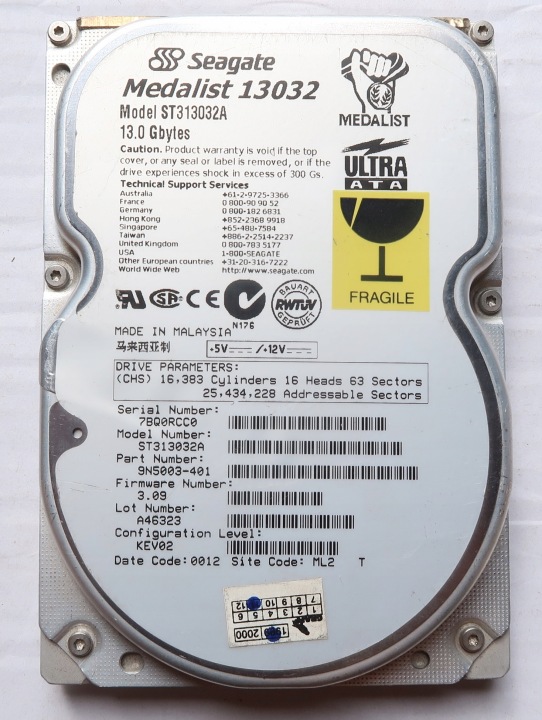 Seagate
Medalist 13032
Model ST313032A
13.0 Gbytes
MEDALIST
Caution. Product warranty is void if the top
cover, or any seal or label is removed, or if the
drive experiences shock in excess of 300 Gs.
ULTRA
ATA
Technical Support Services
Australia +61-2-9725-3366
France 0 800-90 90 52
Germany 0 800-182 6831
Hong Kong +852-2368 9918
Singapore +65-488-7584
Taiwan +886-2-2514-2237
United Kingdom 0 800-783 5177
USA 1-800-SEAGATE
Other European countries +31-20-316-7222
World Wide Web http://www.seagate.com
FRAGILE
CE
N176
BAUART
RWTÜV
GEPRÜFT
MADE IN MALAYSIA
马来西亚制
+5V /+12V
DRIVE PARAMETERS:
(CHS) 16,383 Cylinders 16 Heads 63 Sectors
25,434,228 Addressable Sectors
Serial Number:
7BQ0RCC0
Model Number:
ST313032A
Part Number:
9N5003-401
Firmware Number:
3.09
Lot Number:
A46323
Configuration Level:
KEV02
Date Code:0012 Site Code: ML2 T
1 2 3 4 5 6
7 8 9 10 12
2000